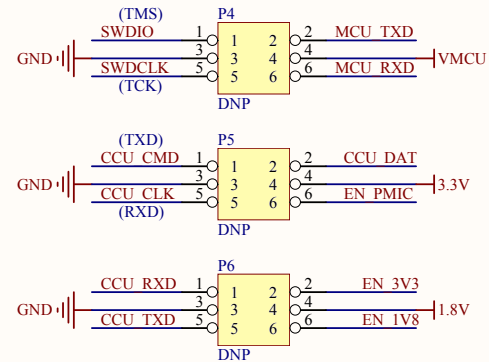 (TMS) P4
SWDIO 1 1 2 2 MCU_TXD
GND 3 3 4 4 VMCU
SWDCLK 5 5 6 6 MCU_RXD
(TCK) DNP
(TXD) P5
CCU_CMD 1 1 2 2 CCU_DAT
GND 3 3 4 4 3.3V
CCU_CLK 5 5 6 6 EN_PMIC
(RXD) DNP
P6
CCU_RXD 1 1 2 2 EN_3V3
GND 3 3 4 4 1.8V
CCU_TXD 5 5 6 6 EN_1V8
DNP